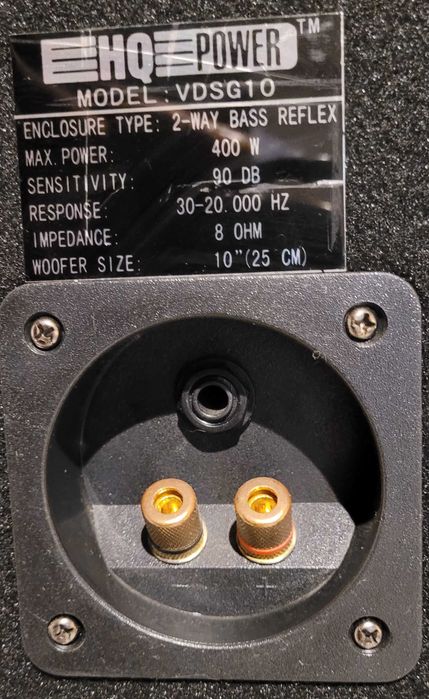 HQ POWER™
MODEL: VDSG10
ENCLOSURE TYPE: 2-WAY BASS REFLEX
MAX. POWER: 400 W
SENSITIVITY: 90 DB
RESPONSE: 30-20.000 HZ
IMPEDANCE: 8 OHM
WOOFER SIZE: 10"(25 CM)